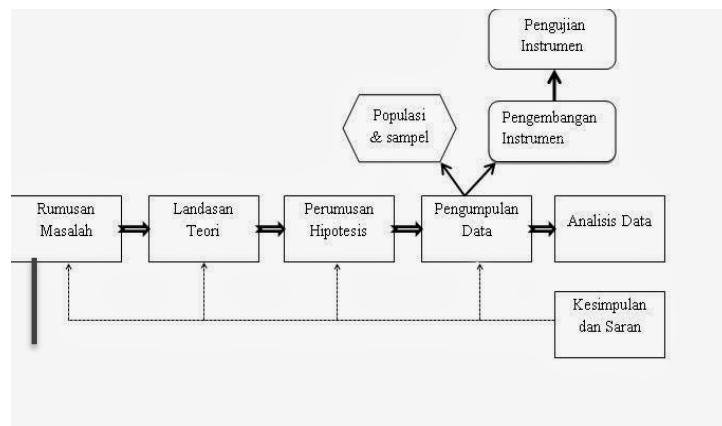 Pengujian
Instrumen
Populasi
& sampel
Pengembangan
Instrumen
Rumusan
Masalah
Landasan
Teori
Perumusan
Hipotesis
Pengumpulan
Data
Analisis Data
Kesimpulan
dan Saran